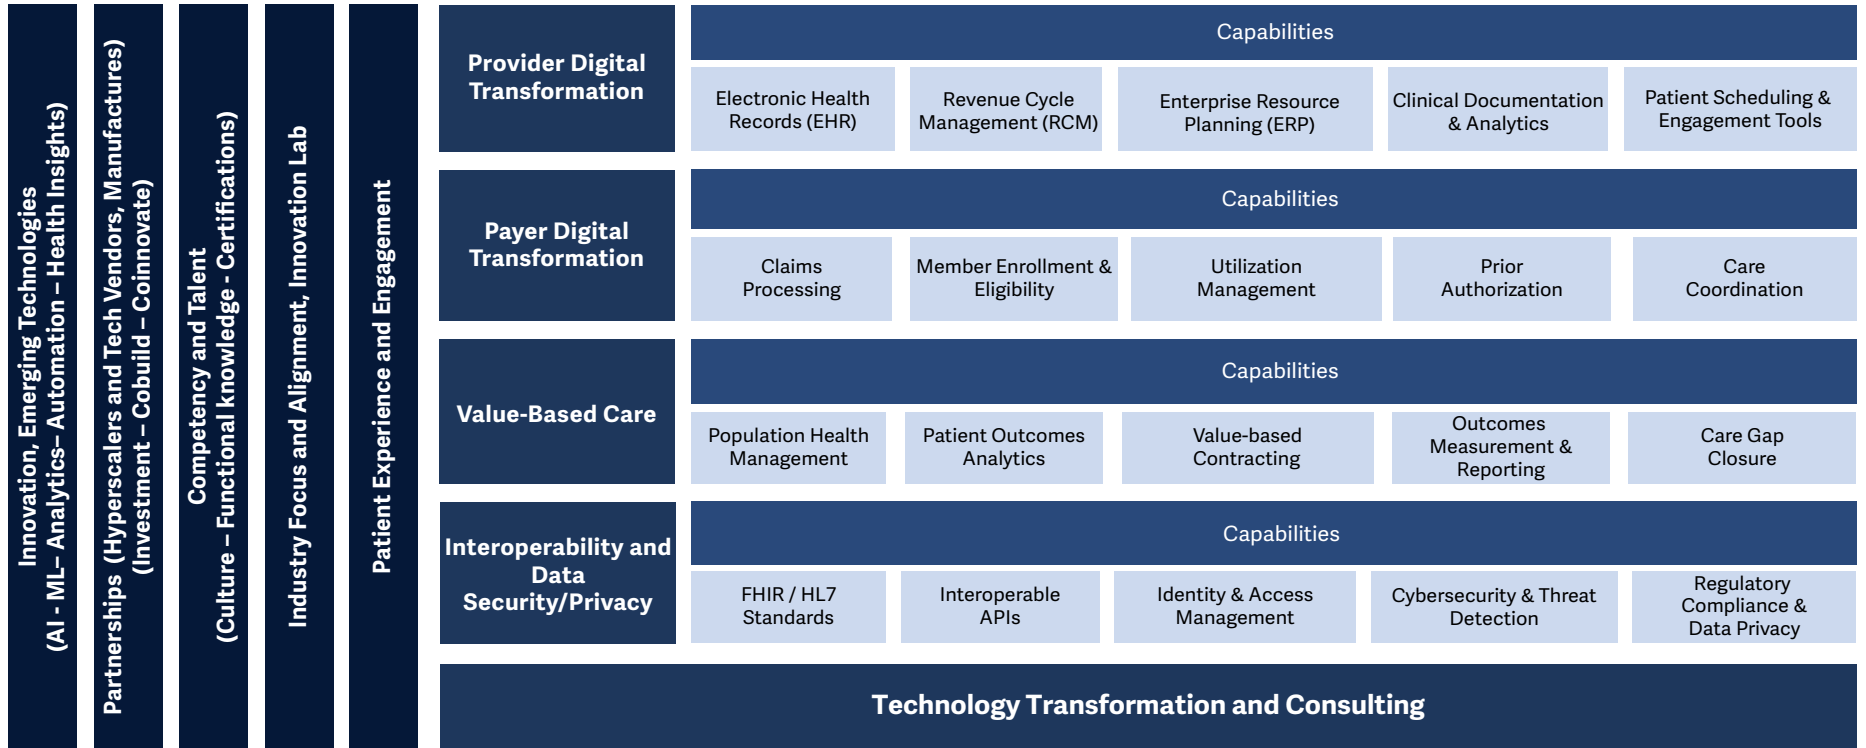 Innovation, Emerging Technologies
(AI - ML– Analytics– Automation – Health Insights)
Partnerships (Hyperscalers and Tech Vendors, Manufactures)
(Investment – Cobuild – Coinnovate)
Competency and Talent
(Culture – Functional knowledge - Certifications)
Industry Focus and Alignment, Innovation Lab
Patient Experience and Engagement
Provider Digital
Transformation
Capabilities
Electronic Health
Records (EHR)
Revenue Cycle
Management (RCM)
Enterprise Resource
Planning (ERP)
Clinical Documentation
& Analytics
Patient Scheduling &
Engagement Tools
Payer Digital
Transformation
Capabilities
Claims
Processing
Member Enrollment &
Eligibility
Utilization
Management
Prior
Authorization
Care
Coordination
Value-Based Care
Capabilities
Population Health
Management
Patient Outcomes
Analytics
Value-based
Contracting
Outcomes
Measurement &
Reporting
Care Gap
Closure
Interoperability and
Data
Security/Privacy
Capabilities
FHIR / HL7
Standards
Interoperable
APIs
Identity & Access
Management
Cybersecurity & Threat
Detection
Regulatory
Compliance &
Data Privacy
Technology Transformation and Consulting